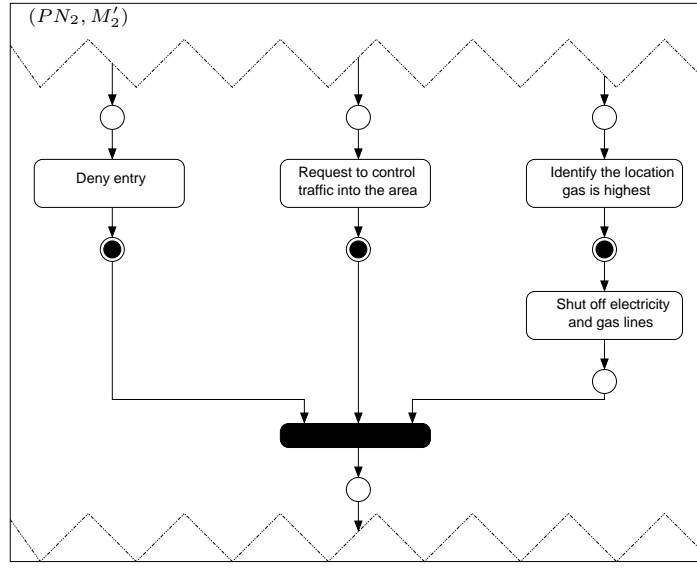 (PN₂, M′₂)
Deny entry
Request to control
traffic into the area
Identify the location
gas is highest
Shut off electricity
and gas lines